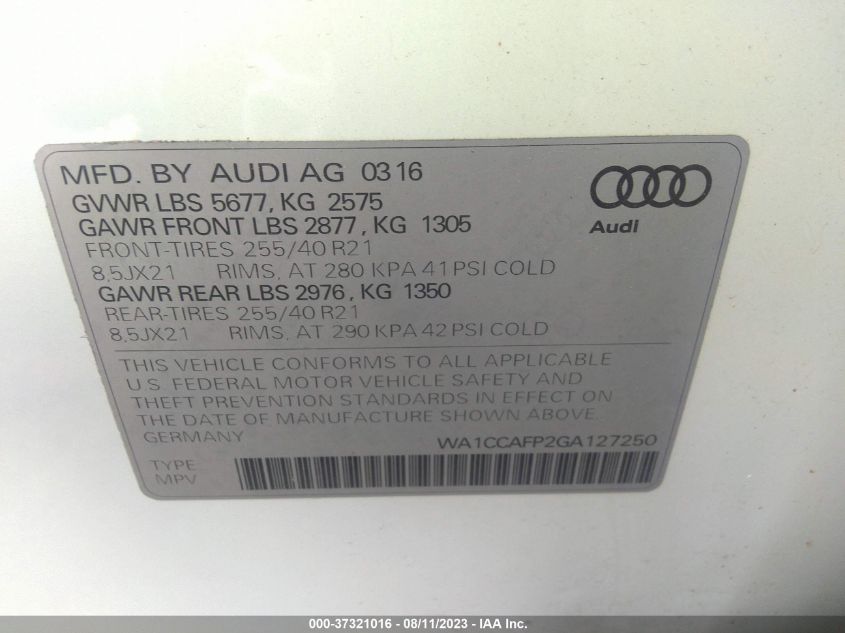 MFD. BY AUDI AG 03 16
GVWR LBS 5677, KG 2575
GAWR FRONT LBS 2877, KG 1305
FRONT-TIRES 255/40 R21
8,5JX21 RIMS, AT 280 KPA 41 PSI COLD
GAWR REAR LBS 2976, KG 1350
REAR-TIRES 255/40 R21
8,5JX21 RIMS, AT 290 KPA 42 PSI COLD
Audi
THIS VEHICLE CONFORMS TO ALL APPLICABLE
U.S. FEDERAL MOTOR VEHICLE SAFETY AND
THEFT PREVENTION STANDARDS IN EFFECT ON
THE DATE OF MANUFACTURE SHOWN ABOVE.
GERMANY WA1CCAFP2GA127250
TYPE
MPV
000-37321016 - 08/11/2023 - IAA Inc.